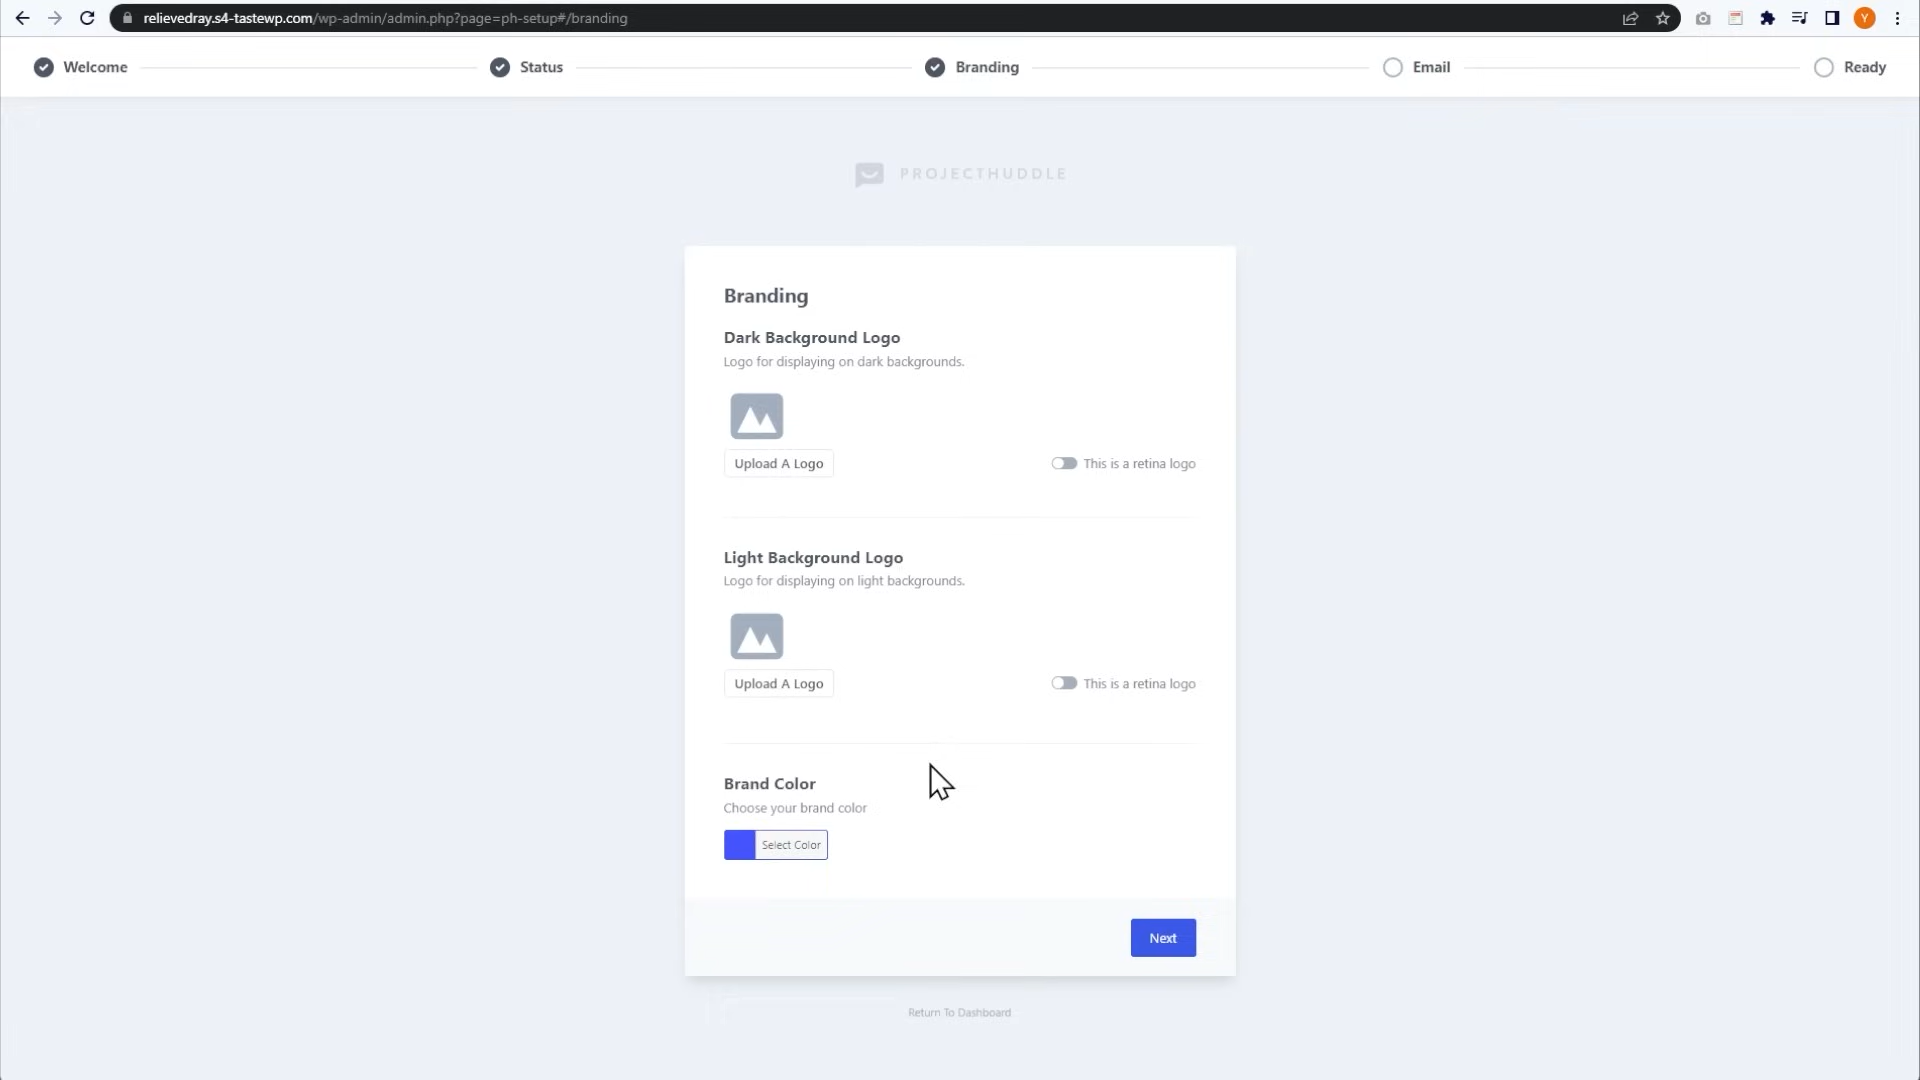 relievedray.s4-tastewp.com/wp-admin/admin.php?page=ph-setup#/branding
Y
Welcome
Status
Branding
Email
Ready
PROJECTHUDDLE
Branding
Dark Background Logo
Logo for displaying on dark backgrounds.
Upload A Logo
This is a retina logo
Light Background Logo
Logo for displaying on light backgrounds.
Upload A Logo
This is a retina logo
Brand Color
Choose your brand color
Select Color
Next
Return To Dashboard